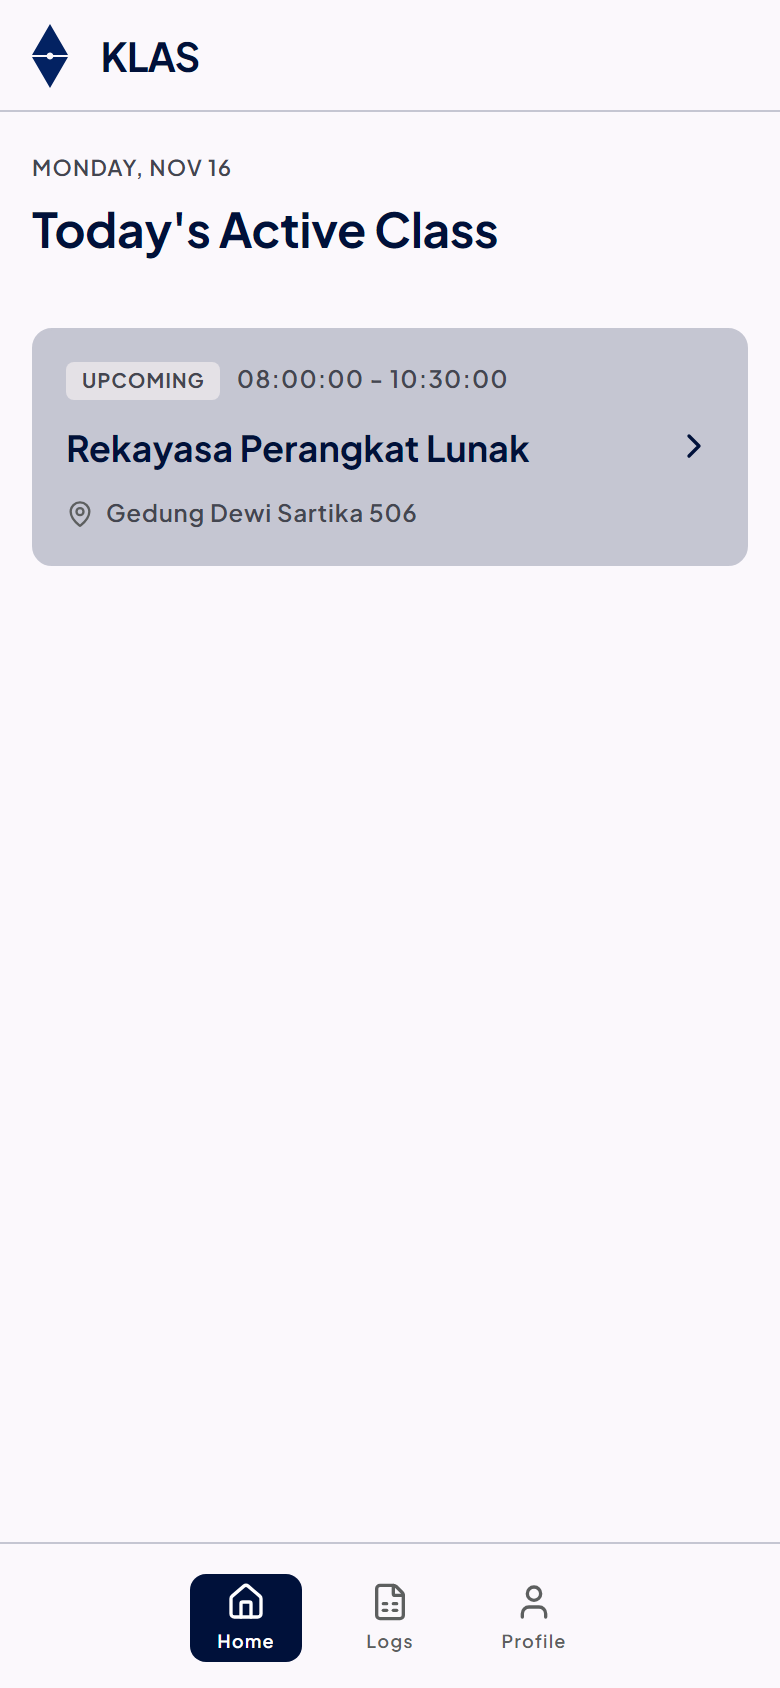 KLAS
MONDAY, NOV 16
Today's Active Class
UPCOMING 08:00:00 - 10:30:00
Rekayasa Perangkat Lunak
Gedung Dewi Sartika 506
Home Logs Profile